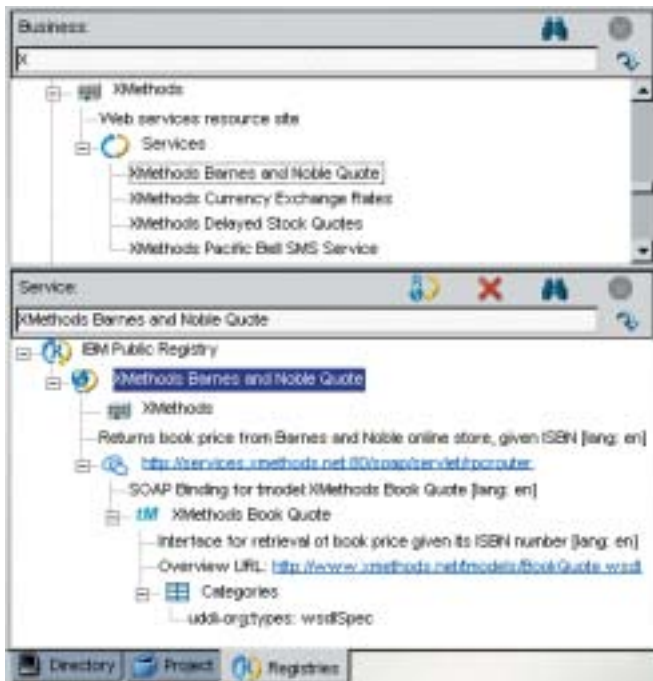 Business:
X
XMethods
Web services resource site
Services
XMethods Barnes and Noble Quote
XMethods Currency Exchange Rates
XMethods Delayed Stock Quotes
XMethods Pacific Bell SMS Service
Service:
XMethods Barnes and Noble Quote
IBM Public Registry
XMethods Barnes and Noble Quote
XMethods
Returns book price from Barnes and Noble online store, given ISBN [lang: en]
http://services.xmethods.net:80/soap/servlet/rpcrouter
SOAP Binding for tmodel:XMethods Book Quote [lang: en]
tM XMethods Book Quote
Interface for retrieval of book price given its ISBN number [lang: en]
Overview URL: http://www.xmethods.net/tmodels/BookQuote.wsdl
Categories
uddi-org:types: wsdlSpec
Directory Project Registries